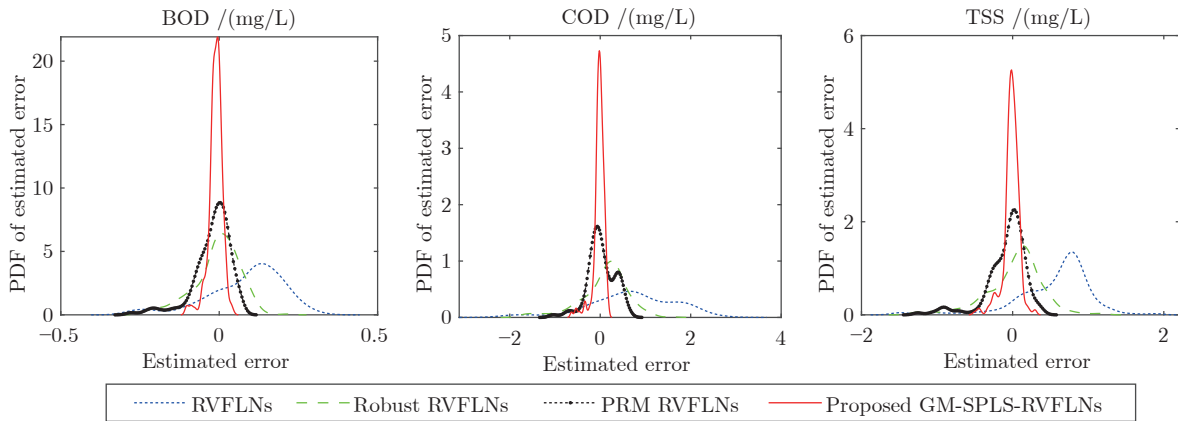 BOD /(mg/L)
20
15
10
5
0
−0.5
0
0.5
PDF of estimated error
Estimated error
COD /(mg/L)
5
4
3
2
1
0
−2
0
2
4
PDF of estimated error
Estimated error
TSS /(mg/L)
6
4
2
0
−2
0
2
PDF of estimated error
Estimated error
RVFLNs
Robust RVFLNs
PRM RVFLNs
Proposed GM-SPLS-RVFLNs